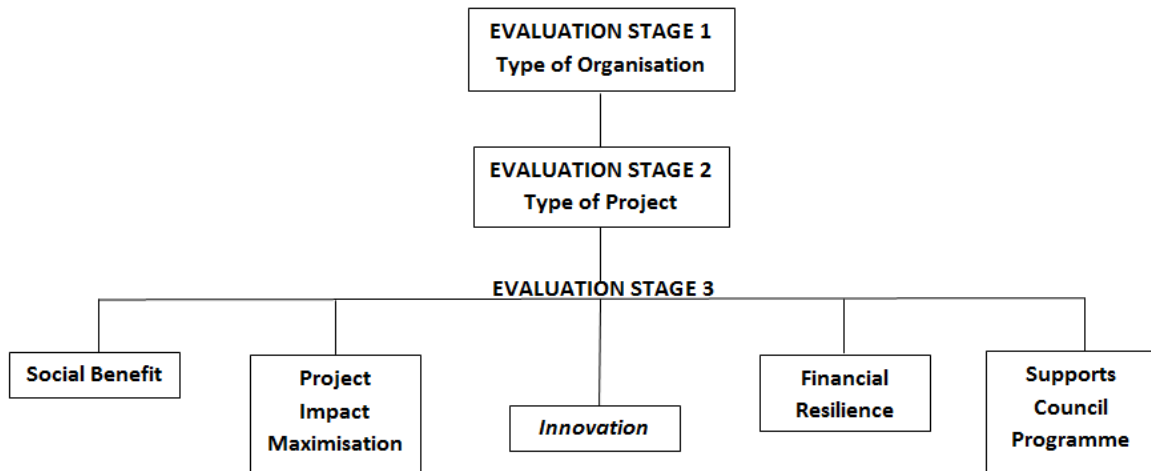 EVALUATION STAGE 1
Type of Organisation
EVALUATION STAGE 2
Type of Project
EVALUATION STAGE 3
Social Benefit
Project
Impact
Maximisation
Innovation
Financial
Resilience
Supports
Council
Programme